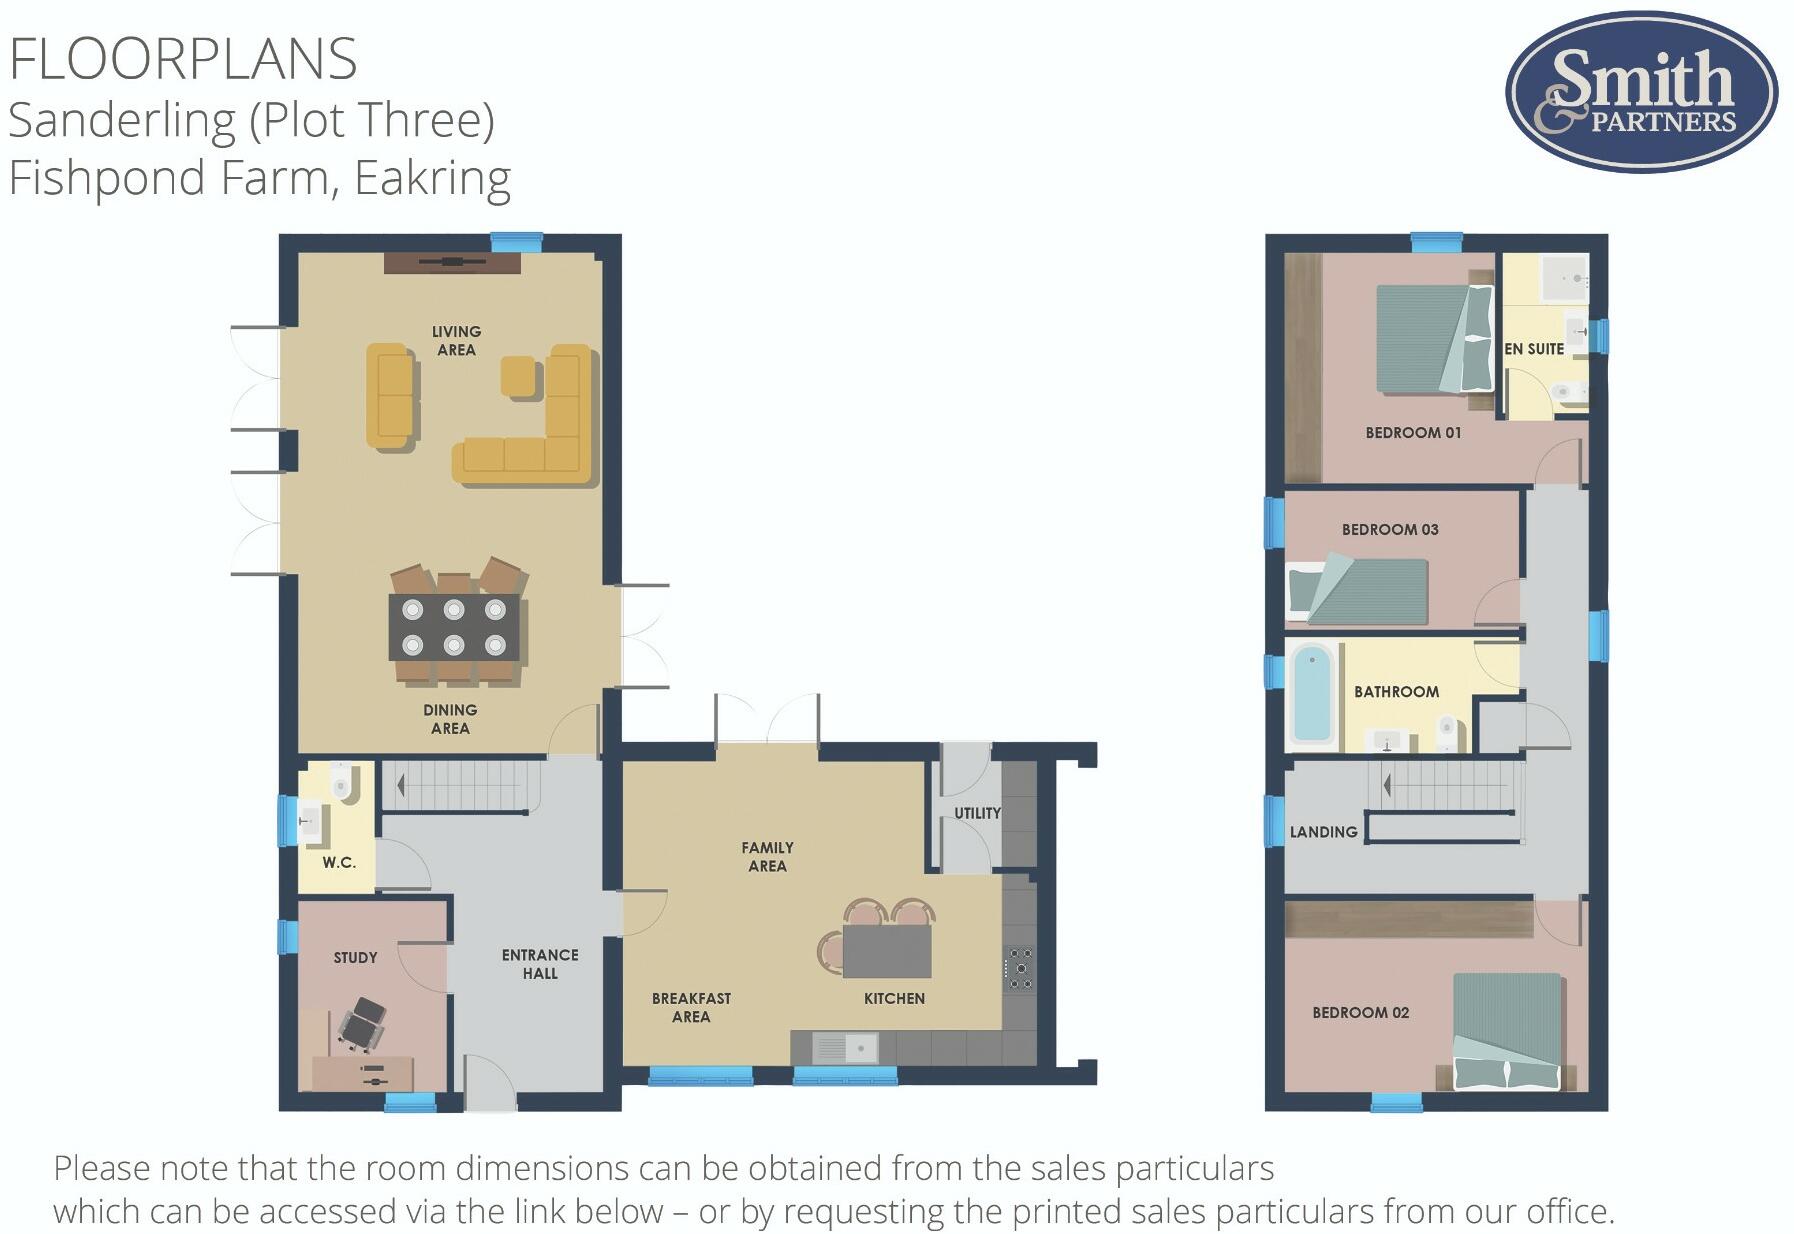 FLOORPLANS
Sanderling (Plot Three)
Fishpond Farm, Eakring
Smith
& PARTNERS
LIVING
AREA
DINING
AREA
W.C.
STUDY
ENTRANCE
HALL
FAMILY
AREA
UTILITY
BREAKFAST
AREA
KITCHEN
EN SUITE
BEDROOM 01
BEDROOM 03
BATHROOM
LANDING
BEDROOM 02
Please note that the room dimensions can be obtained from the sales particulars
which can be accessed via the link below – or by requesting the printed sales particulars from our office.